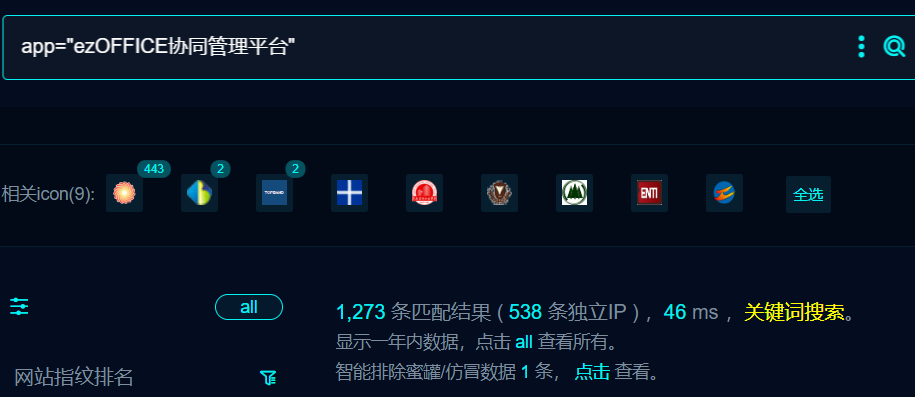 app="ezOFFICE协同管理平台"
443 2 2
相关icon(9): TOPBAND ENTI 全选
all
1,273 条匹配结果 ( 538 条独立IP ) ，46 ms ，关键词搜索。
显示一年内数据，点击 all 查看所有。
网站指纹排名
智能排除蜜罐/仿冒数据 1 条， 点击 查看。